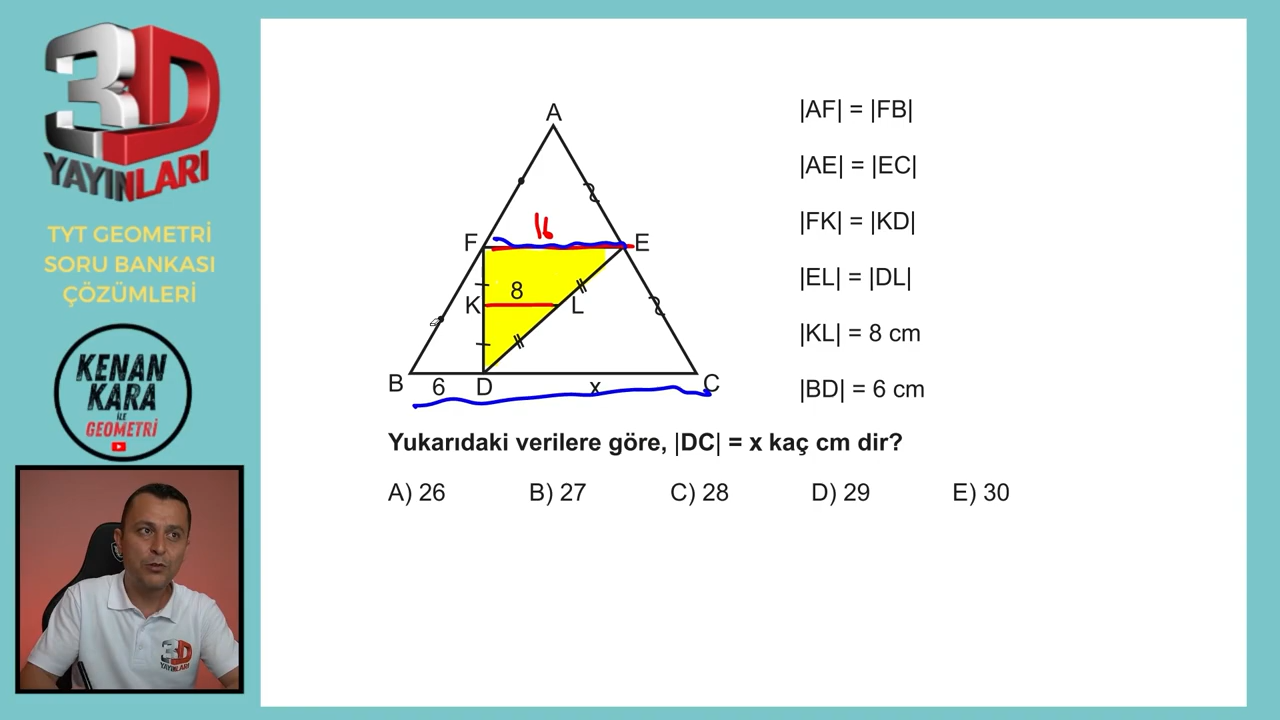 3D
YAYINLARI
TYT GEOMETRİ
SORU BANKASI
ÇÖZÜMLERİ
KENAN
KARA
İLE
GEOMETRİ
3D
YAYINLARI
A
16
F
E
8
K
L
B
6
D
x
C
|AF| = |FB|
|AE| = |EC|
|FK| = |KD|
|EL| = |DL|
|KL| = 8 cm
|BD| = 6 cm
Yukarıdaki verilere göre, |DC| = x kaç cm dir?
A) 26 B) 27 C) 28 D) 29 E) 30